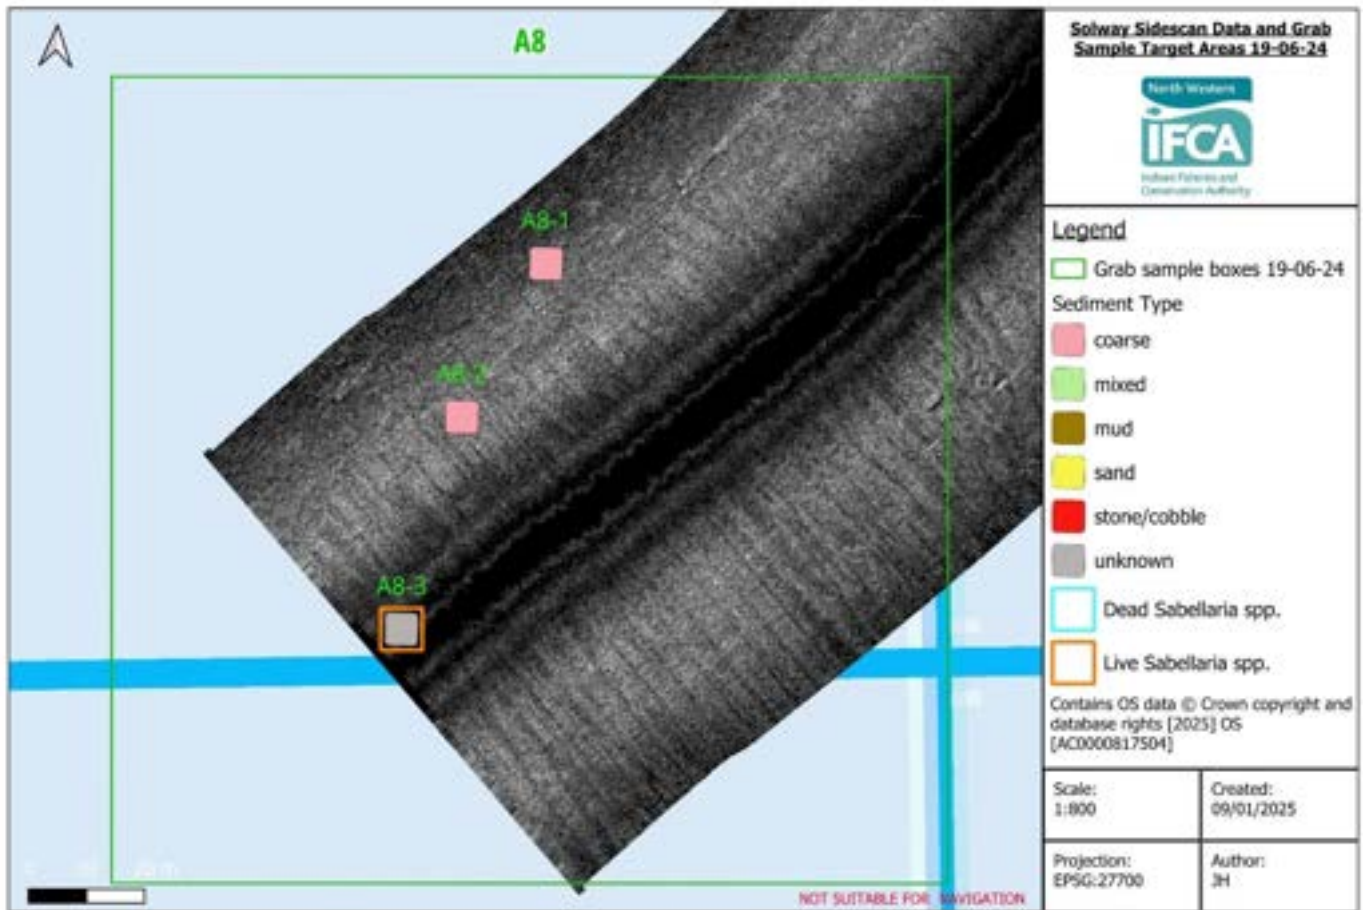 A8
A8-1
A8-2
A8-3
NOT SUITABLE FOR NAVIGATION
Solway Sidescan Data and Grab
Sample Target Areas 19-06-24
North Western
IFCA
Inshore Fisheries and
Conservation Authority
Legend
Grab sample boxes 19-06-24
Sediment Type
coarse
mixed
mud
sand
stone/cobble
unknown
Dead Sabellaria spp.
Live Sabellaria spp.
Contains OS data © Crown copyright and
database rights [2025] OS
[AC0000817504]
Scale:
1:800
Created:
09/01/2025
Projection:
EPSG:27700
Author:
JH